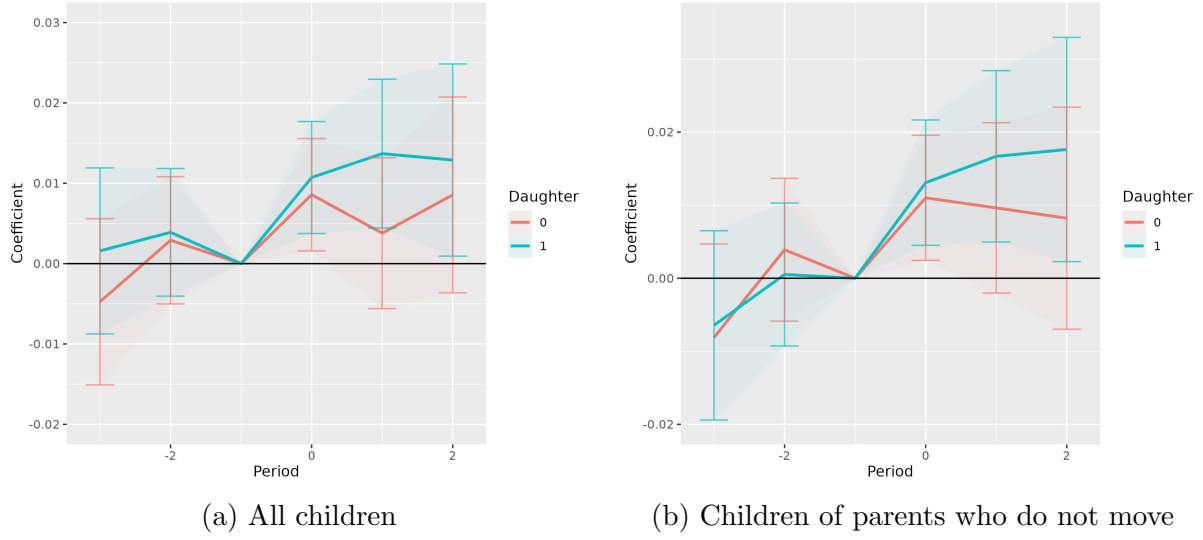 0.03
0.02
0.01
0.00
-0.01
-0.02
Coefficient
-2
0
2
Period
Daughter
0
1
(a) All children
0.02
0.00
-0.02
Coefficient
-2
0
2
Period
Daughter
0
1
(b) Children of parents who do not move